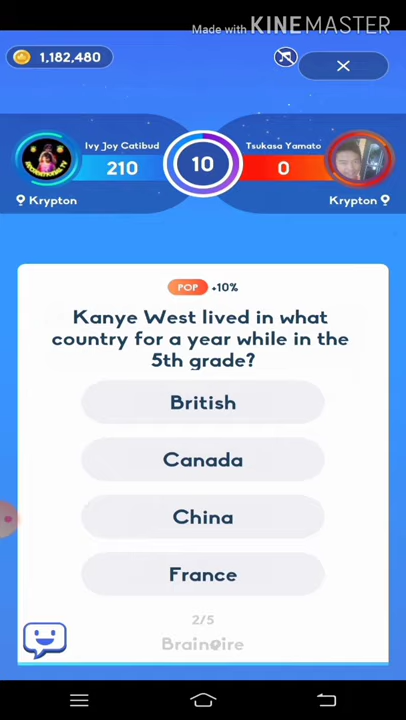 Made with KINEMASTER
1,182,480
Ivy Joy Catibud
10
Tsukasa Yamato
210
0
Krypton
Krypton
POP +10%
Kanye West lived in what
country for a year while in the
5th grade?
British
Canada
China
France
2/5